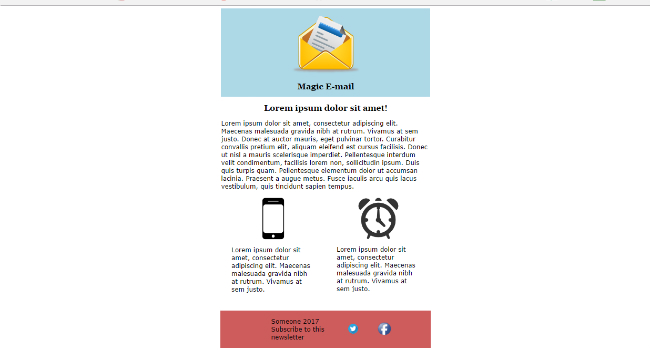 Magic E-mail
Lorem ipsum dolor sit amet!
Lorem ipsum dolor sit amet, consectetur adipiscing elit.
Maecenas malesuada gravida nibh at rutrum. Vivamus at sem
justo. Donec at auctor mauris, eget pulvinar tortor. Curabitur
convallis pretium elit, aliquam eleifend est cursus facilisis. Donec
ut nisl a mauris scelerisque imperdiet. Pellentesque interdum
velit condimentum, facilisis lorem non, sollicitudin ipsum. Duis
quis turpis quam. Pellentesque elementum dolor ut accumsan
lacinia. Praesent a augue metus. Fusce iaculis arcu quis lacus
vestibulum, quis tincidunt sapien tempus.
Lorem ipsum dolor sit
amet, consectetur
adipiscing elit. Maecenas
malesuada gravida nibh
at rutrum. Vivamus at
sem justo.
Lorem ipsum dolor sit
amet, consectetur
adipiscing elit. Maecenas
malesuada gravida nibh
at rutrum. Vivamus at
sem justo.
Someone 2017
Subscribe to this
newsletter